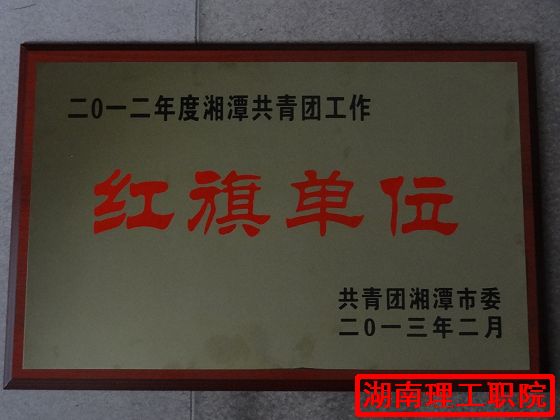 二0一二年度湘潭共青团工作
红旗单位
共青团湘潭市委
二0一三年二月
湖南理工职院